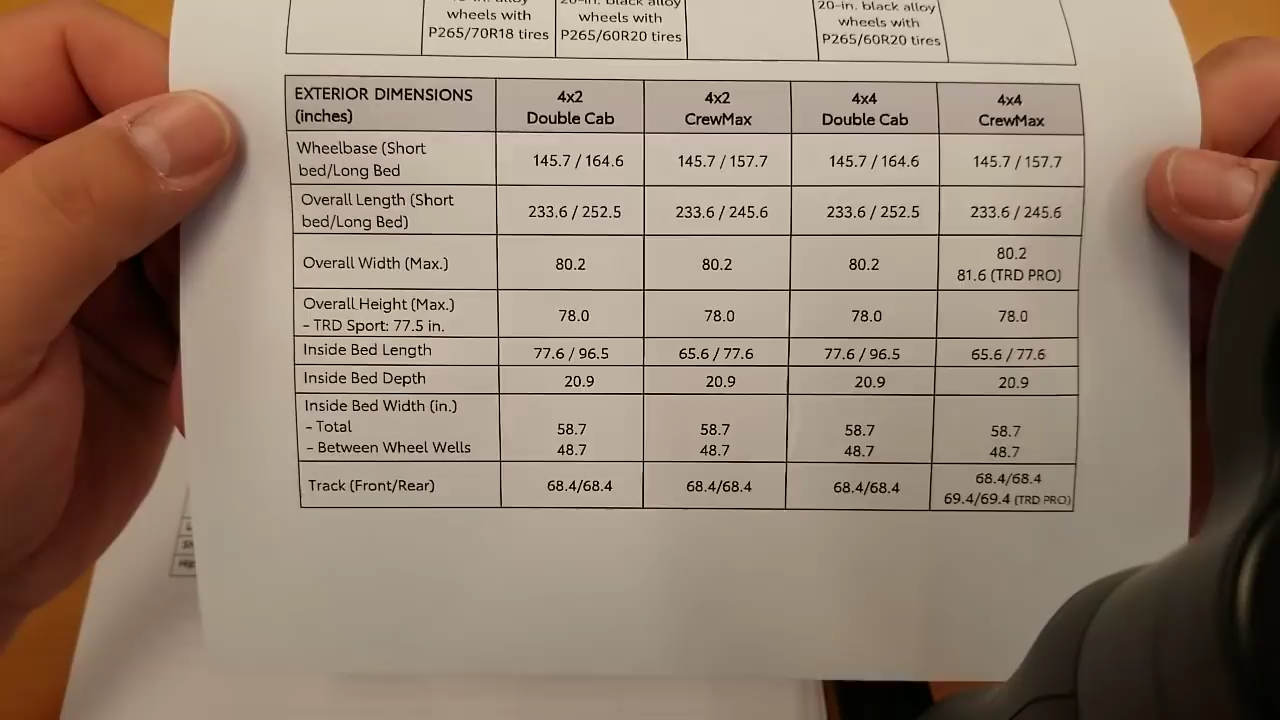 wheels with
P265/70R18 tires
20-in. black alloy
wheels with
P265/60R20 tires
20-in. black alloy
wheels with
P265/60R20 tires
EXTERIOR DIMENSIONS
(inches)
4x2
Double Cab
4x2
CrewMax
4x4
Double Cab
4x4
CrewMax
Wheelbase (Short
bed/Long Bed
145.7 / 164.6
145.7 / 157.7
145.7 / 164.6
145.7 / 157.7
Overall Length (Short
bed/Long Bed)
233.6 / 252.5
233.6 / 245.6
233.6 / 252.5
233.6 / 245.6
Overall Width (Max.)
80.2
80.2
80.2
80.2
81.6 (TRD PRO)
Overall Height (Max.)
- TRD Sport: 77.5 in.
78.0
78.0
78.0
78.0
Inside Bed Length
77.6 / 96.5
65.6 / 77.6
77.6 / 96.5
65.6 / 77.6
Inside Bed Depth
20.9
20.9
20.9
20.9
Inside Bed Width (in.)
- Total
- Between Wheel Wells
58.7
48.7
58.7
48.7
58.7
48.7
58.7
48.7
Track (Front/Rear)
68.4/68.4
68.4/68.4
68.4/68.4
68.4/68.4
69.4/69.4 (TRD PRO)